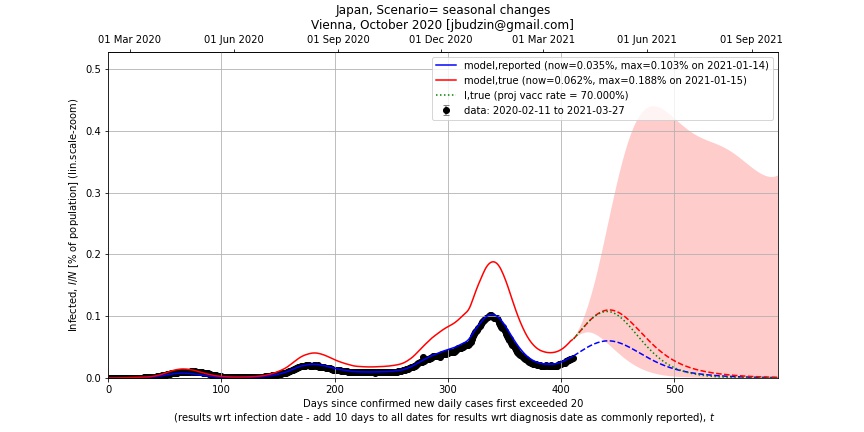 Japan, Scenario= seasonal changes
Vienna, October 2020 [jbudzin@gmail.com]
01 Mar 2020 01 Jun 2020 01 Sep 2020 01 Dec 2020 01 Mar 2021 01 Jun 2021 01 Sep 2021
model,reported (now=0.035%, max=0.103% on 2021-01-14)
model,true (now=0.062%, max=0.188% on 2021-01-15)
I,true (proj vacc rate = 70.000%)
data: 2020-02-11 to 2021-03-27
Infected, I/N [% of population] (lin.scale-zoom)
0.5
0.4
0.3
0.2
0.1
0.0
0 100 200 300 400 500
Days since confirmed new daily cases first exceeded 20
(results wrt infection date - add 10 days to all dates for results wrt diagnosis date as commonly reported), t